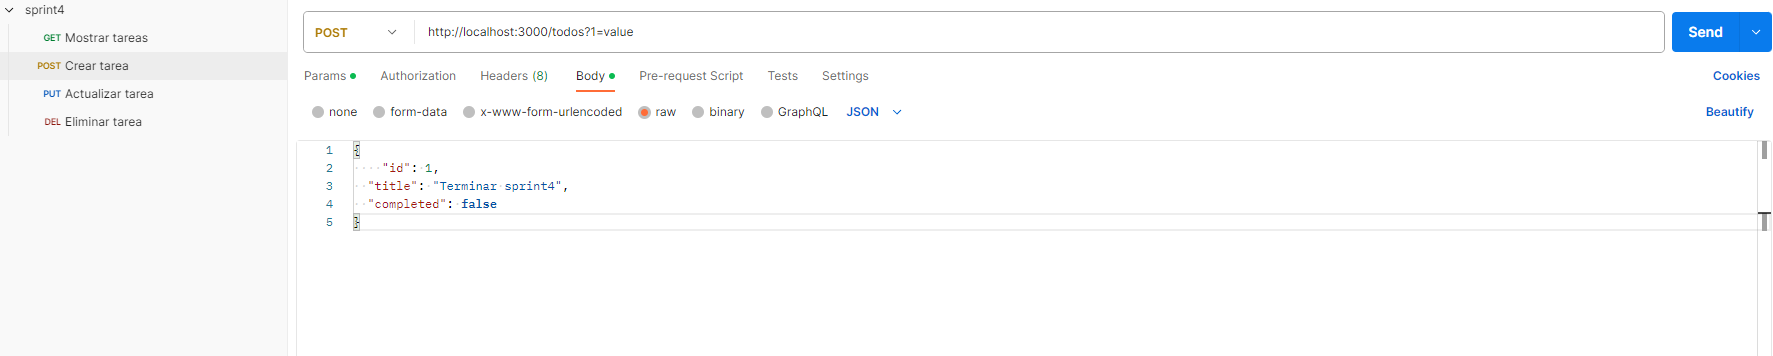 sprint4
GET Mostrar tareas
POST Crear tarea
PUT Actualizar tarea
DEL Eliminar tarea
POST http://localhost:3000/todos?1=value Send
Params Authorization Headers (8) Body Pre-request Script Tests Settings Cookies
none form-data x-www-form-urlencoded raw binary GraphQL JSON Beautify
1 {
2 "id": 1,
3 "title": "Terminar sprint4",
4 "completed": false
5 }